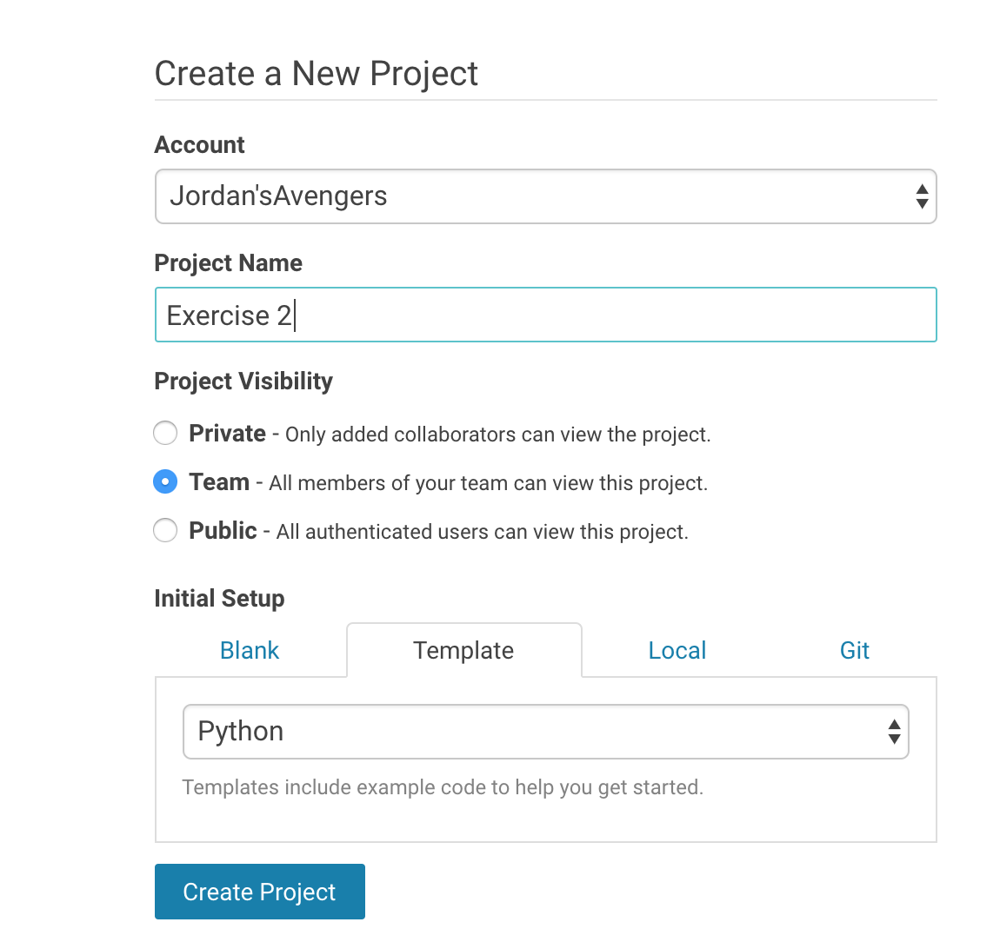 Create a New Project
Account
Jordan'sAvengers
Project Name
Exercise 2
Project Visibility
Private - Only added collaborators can view the project.
Team - All members of your team can view this project.
Public - All authenticated users can view this project.
Initial Setup
Blank Template Local Git
Python
Templates include example code to help you get started.
Create Project